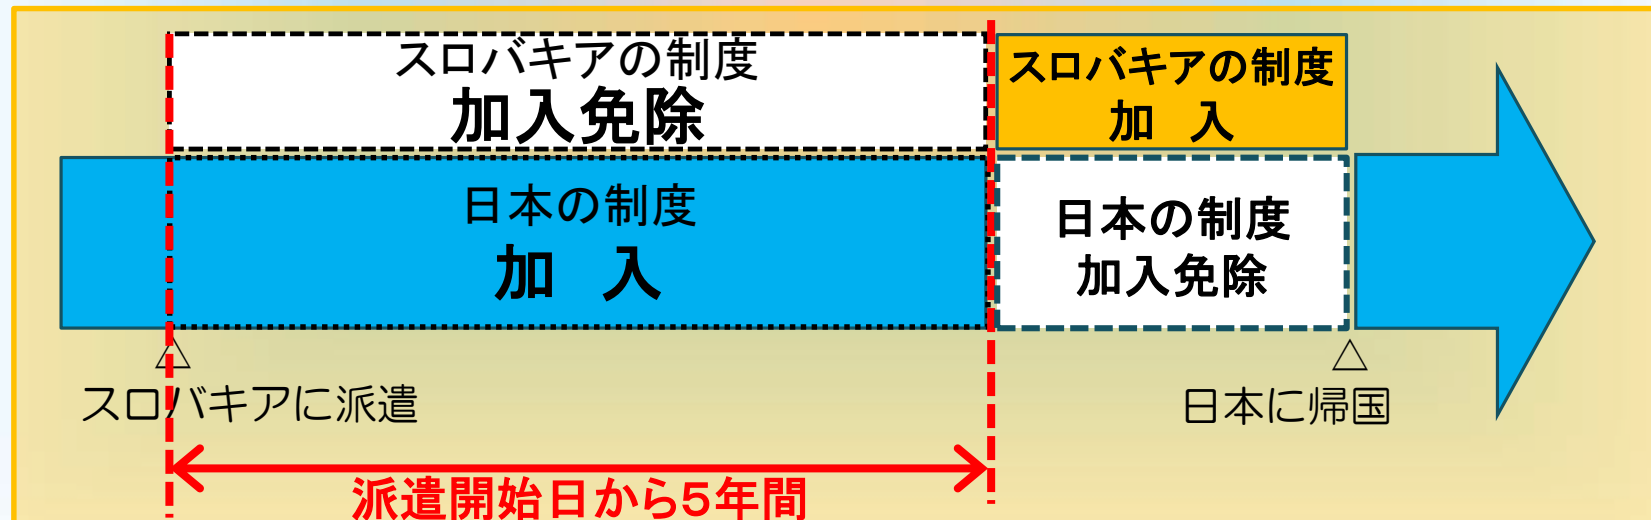 スロバキアの制度
加入免除
スロバキアの制度
加　入
日本の制度
加　入
日本の制度
加入免除
△
スロバキアに派遣
△
日本に帰国
派遣開始日から5年間